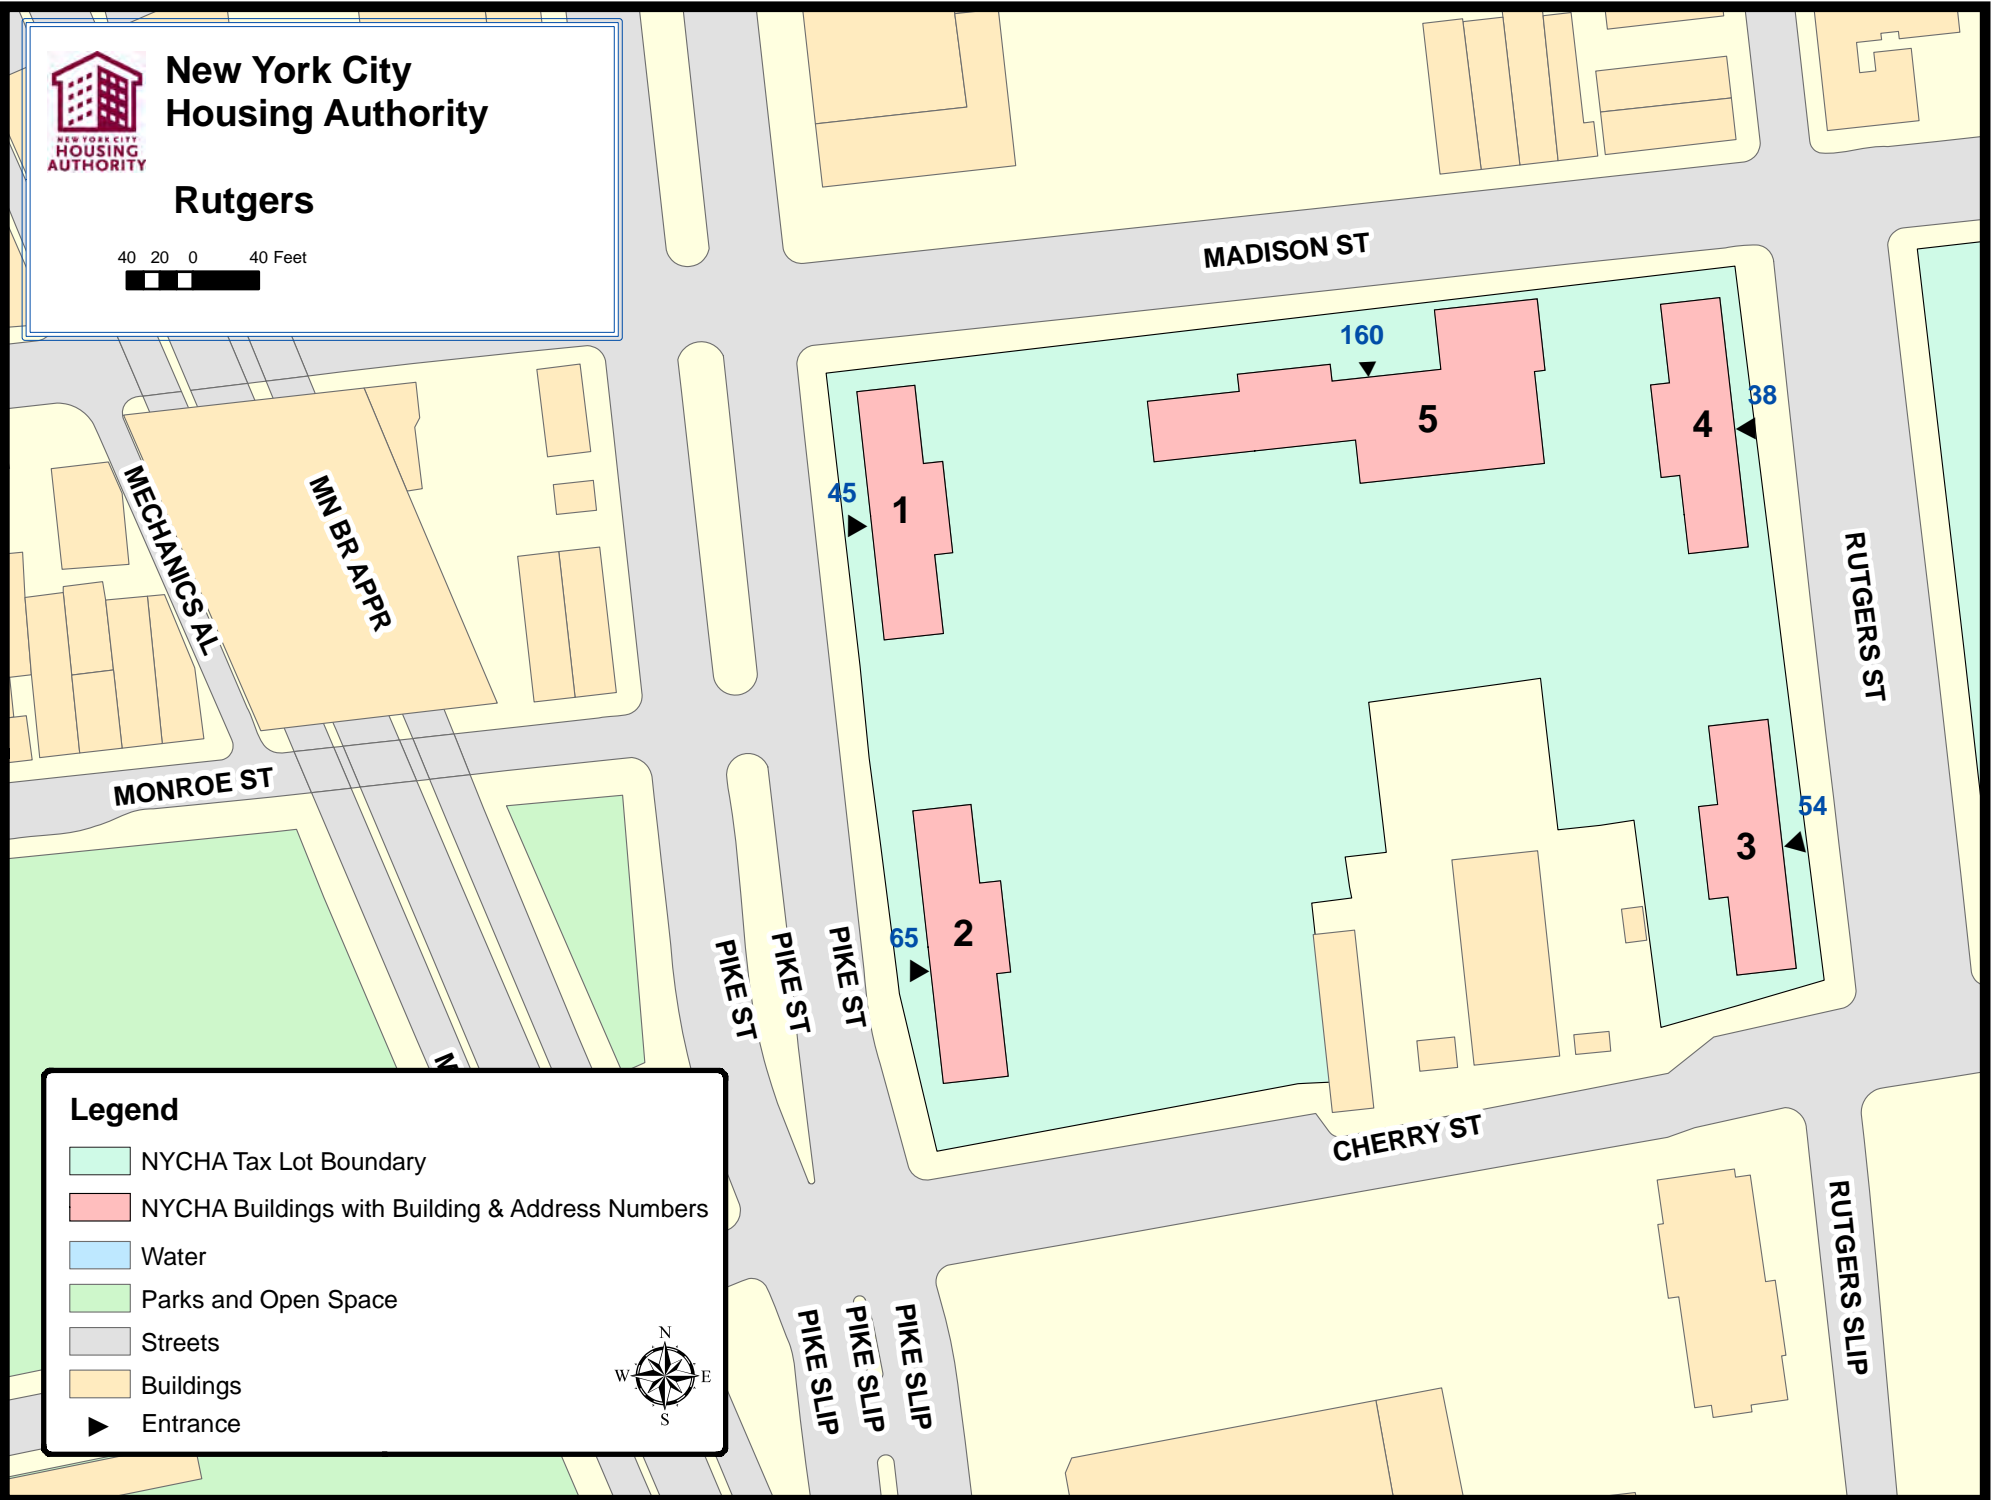 New York City
Housing Authority
NEW YORK CITY
HOUSING
AUTHORITY
Rutgers
40 20 0 40 Feet
MADISON ST
160
38
5
4
45
1
MECHANICS AL
MN BR APPR
RUTGERS ST
MONROE ST
54
3
65
2
PIKE ST
PIKE ST
PIKE ST
M
CHERRY ST
RUTGERS SLIP
PIKE SLIP
PIKE SLIP
PIKE SLIP
Legend
NYCHA Tax Lot Boundary
NYCHA Buildings with Building & Address Numbers
Water
Parks and Open Space
Streets
Buildings
Entrance
N
W E
S